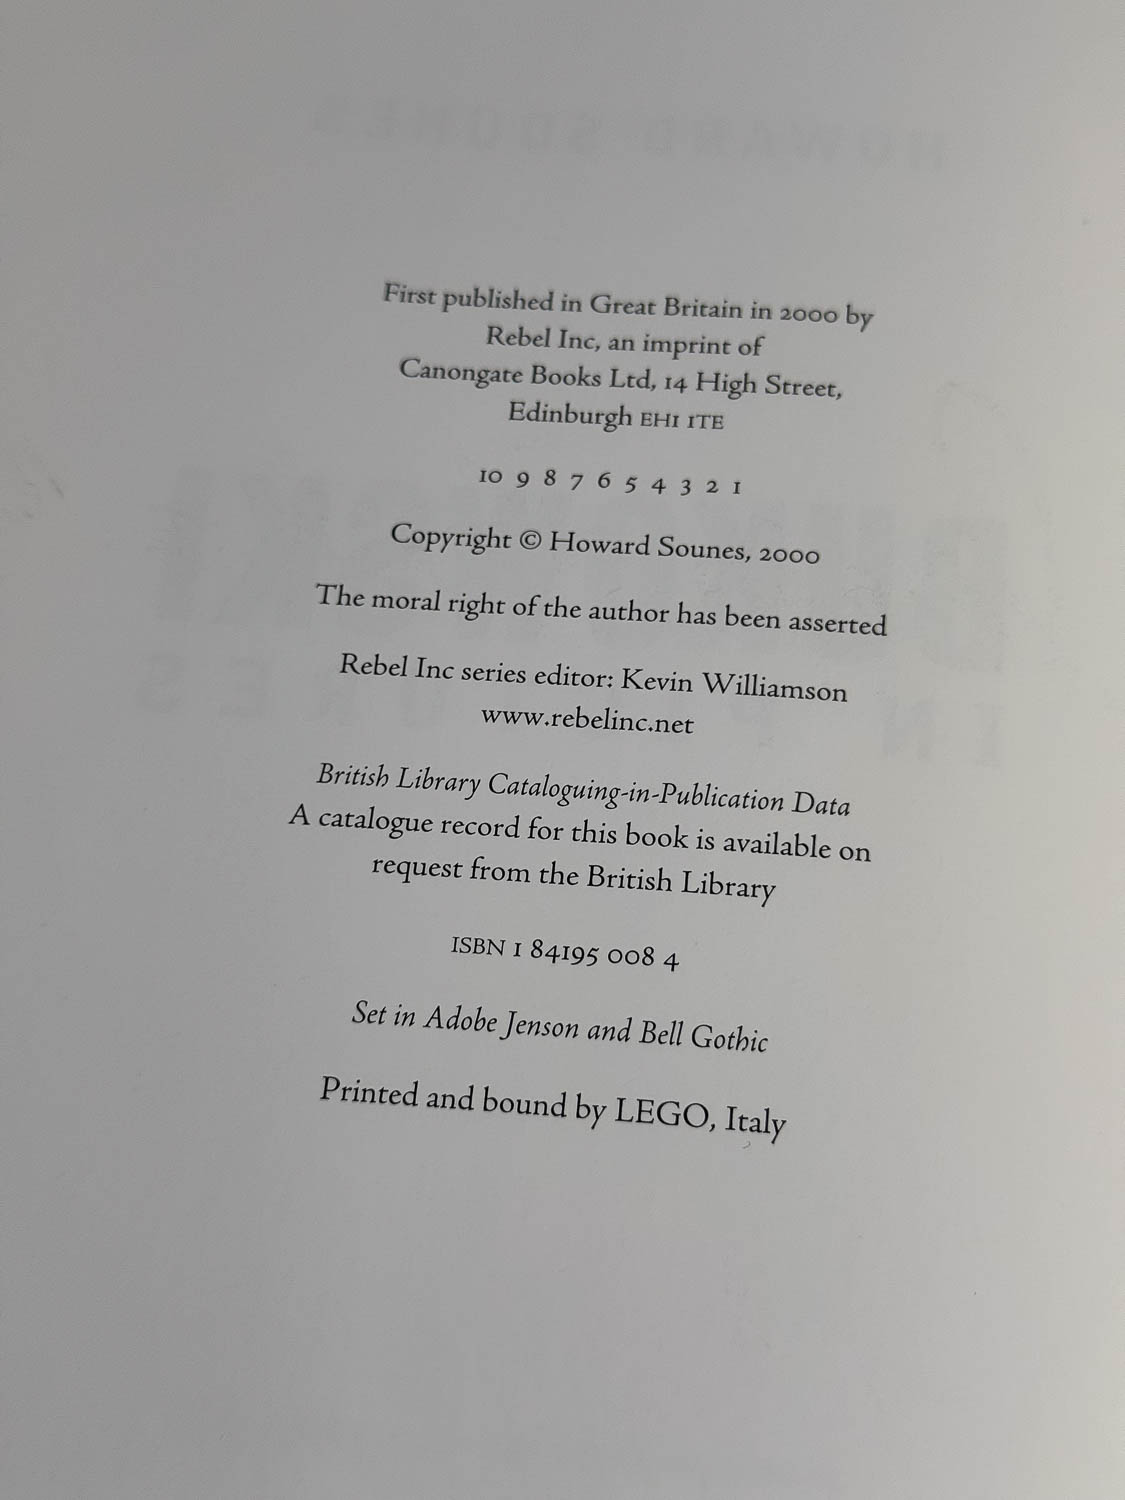 First published in Great Britain in 2000 by
Rebel Inc, an imprint of
Canongate Books Ltd, 14 High Street,
Edinburgh EH1 1TE
10 9 8 7 6 5 4 3 2 1
Copyright © Howard Sounes, 2000
The moral right of the author has been asserted
Rebel Inc series editor: Kevin Williamson
www.rebelinc.net
British Library Cataloguing-in-Publication Data
A catalogue record for this book is available on
request from the British Library
ISBN 1 84195 008 4
Set in Adobe Jenson and Bell Gothic
Printed and bound by LEGO, Italy